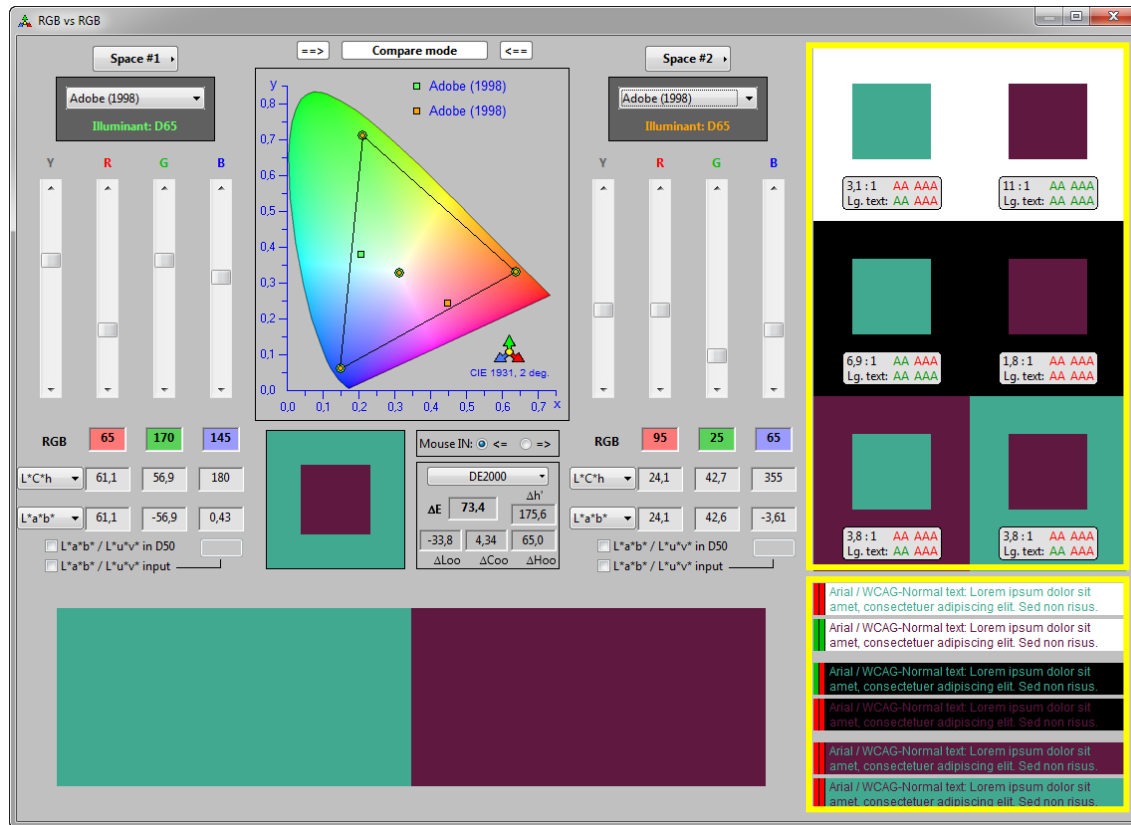 RGB vs RGB
Space #1
==>
Compare mode
<==
Space #2
Adobe (1998)
Illuminant: D65
Adobe (1998)
Illuminant: D65
Y R G B
Y R G B
y
Adobe (1998)
Adobe (1998)
0,8
0,7
0,6
0,5
0,4
0,3
0,2
0,1
0,0
0,0 0,1 0,2 0,3 0,4 0,5 0,6 0,7 x
CIE 1931, 2 deg.
RGB 65 170 145
L*C*h 61,1 56,9 180
L*a*b* 61,1 -56,9 0,43
L*a*b* / L*u*v* in D50
L*a*b* / L*u*v* input
Mouse IN: <= =>
DE2000
ΔE 73,4
Δh'
175,6
-33,8 4,34 65,0
ΔLoo ΔCoo ΔHoo
RGB 95 25 65
L*C*h 24,1 42,7 355
L*a*b* 24,1 42,6 -3,61
L*a*b* / L*u*v* in D50
L*a*b* / L*u*v* input
3,1 : 1 AA AAA
Lg. text: AA AAA
11 : 1 AA AAA
Lg. text: AA AAA
6,9 : 1 AA AAA
Lg. text: AA AAA
1,8 : 1 AA AAA
Lg. text: AA AAA
3,8 : 1 AA AAA
Lg. text: AA AAA
3,8 : 1 AA AAA
Lg. text: AA AAA
Arial / WCAG-Normal text: Lorem ipsum dolor sit
amet, consectetuer adipiscing elit. Sed non risus.
Arial / WCAG-Normal text: Lorem ipsum dolor sit
amet, consectetuer adipiscing elit. Sed non risus.
Arial / WCAG-Normal text: Lorem ipsum dolor sit
amet, consectetuer adipiscing elit. Sed non risus.
Arial / WCAG-Normal text: Lorem ipsum dolor sit
amet, consectetuer adipiscing elit. Sed non risus.
Arial / WCAG-Normal text: Lorem ipsum dolor sit
amet, consectetuer adipiscing elit. Sed non risus.
Arial / WCAG-Normal text: Lorem ipsum dolor sit
amet, consectetuer adipiscing elit. Sed non risus.